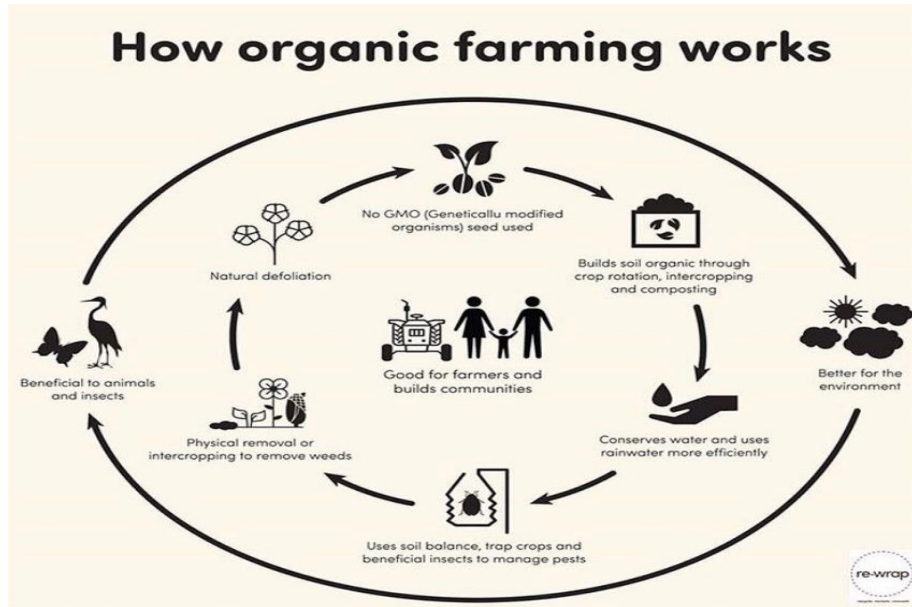 How organic farming works
No GMO (Genetically modified
organisms) seed used
Builds soil organic through
crop rotation, intercropping
and composting
Natural defoliation
Good for farmers and
builds communities
Beneficial to animals
and insects
Better for the
environment
Conserves water and uses
rainwater more efficiently
Physical removal or
intercropping to remove weeds
Uses soil balance, trap crops and
beneficial insects to manage pests
re-wrap